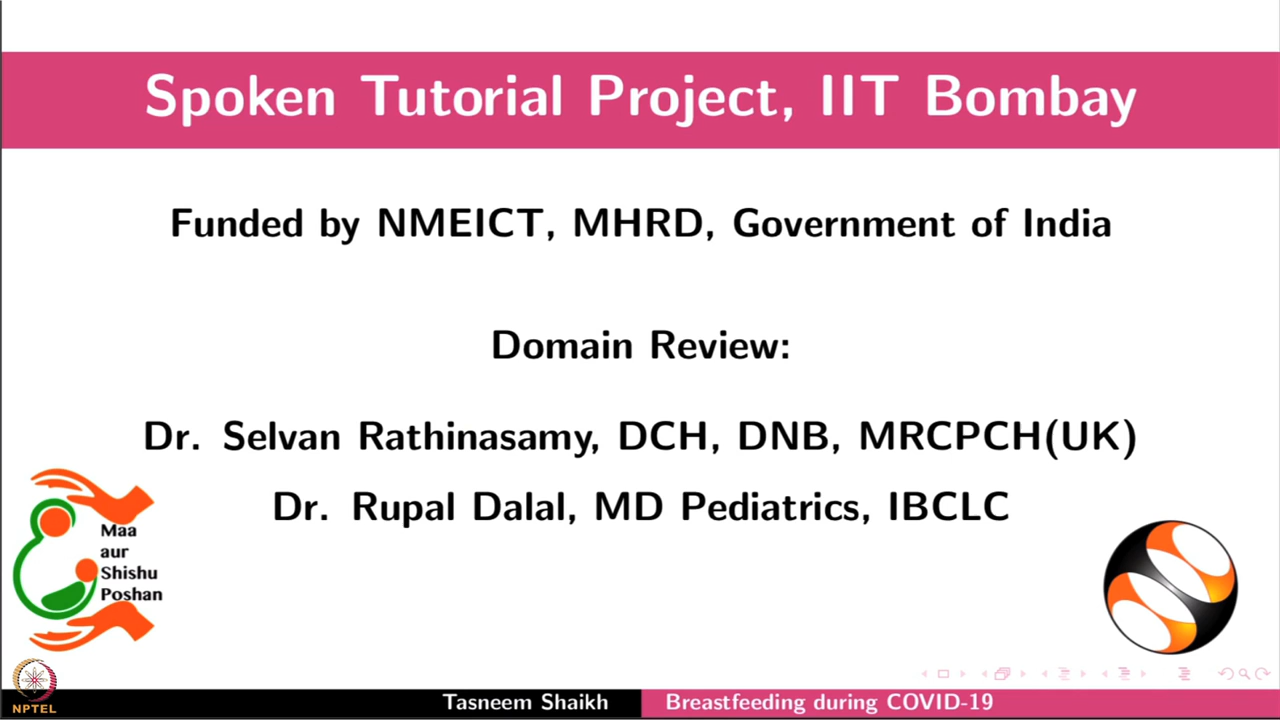 Spoken Tutorial Project, IIT Bombay
Funded by NMEICT, MHRD, Government of India
Domain Review:
Dr. Selvan Rathinasamy, DCH, DNB, MRCPCH(UK)
Dr. Rupal Dalal, MD Pediatrics, IBCLC
Maa
aur
Shishu
Poshan
NPTEL
Tasneem Shaikh
Breastfeeding during COVID-19